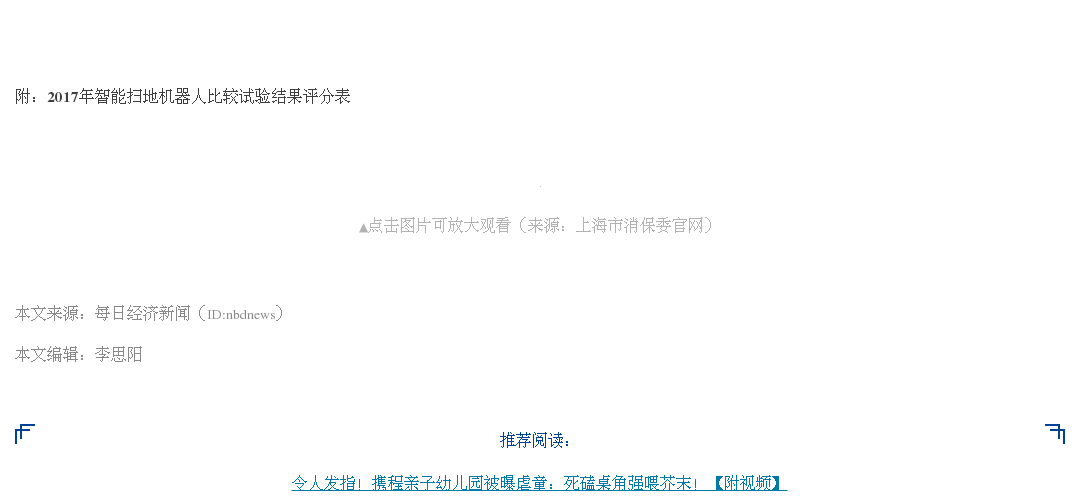 附：2017年智能扫地机器人比较试验结果评分表
▲点击图片可放大观看（来源：上海市消保委官网）
本文来源：每日经济新闻（ID:nbdnews）
本文编辑：李思阳
推荐阅读：
令人发指！携程亲子幼儿园被曝虐童：死磕桌角强喂芥末！【附视频】